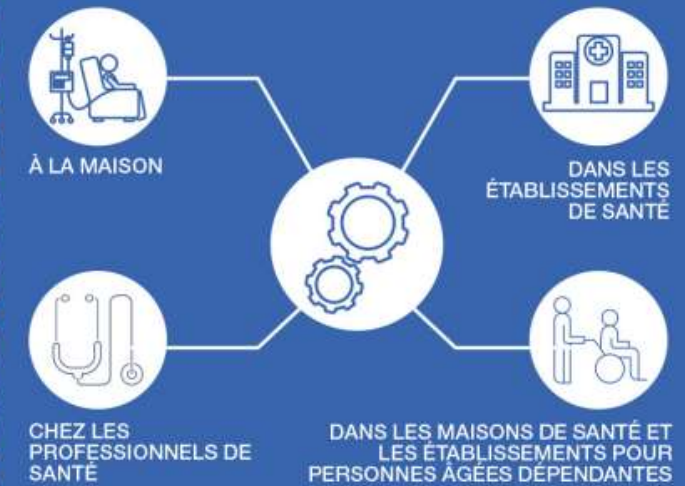 À LA MAISON
DANS LES
ÉTABLISSEMENTS
DE SANTÉ
CHEZ LES
PROFESSIONNELS DE
SANTÉ
DANS LES MAISONS DE SANTÉ ET
LES ÉTABLISSEMENTS POUR
PERSONNES ÂGÉES DÉPENDANTES